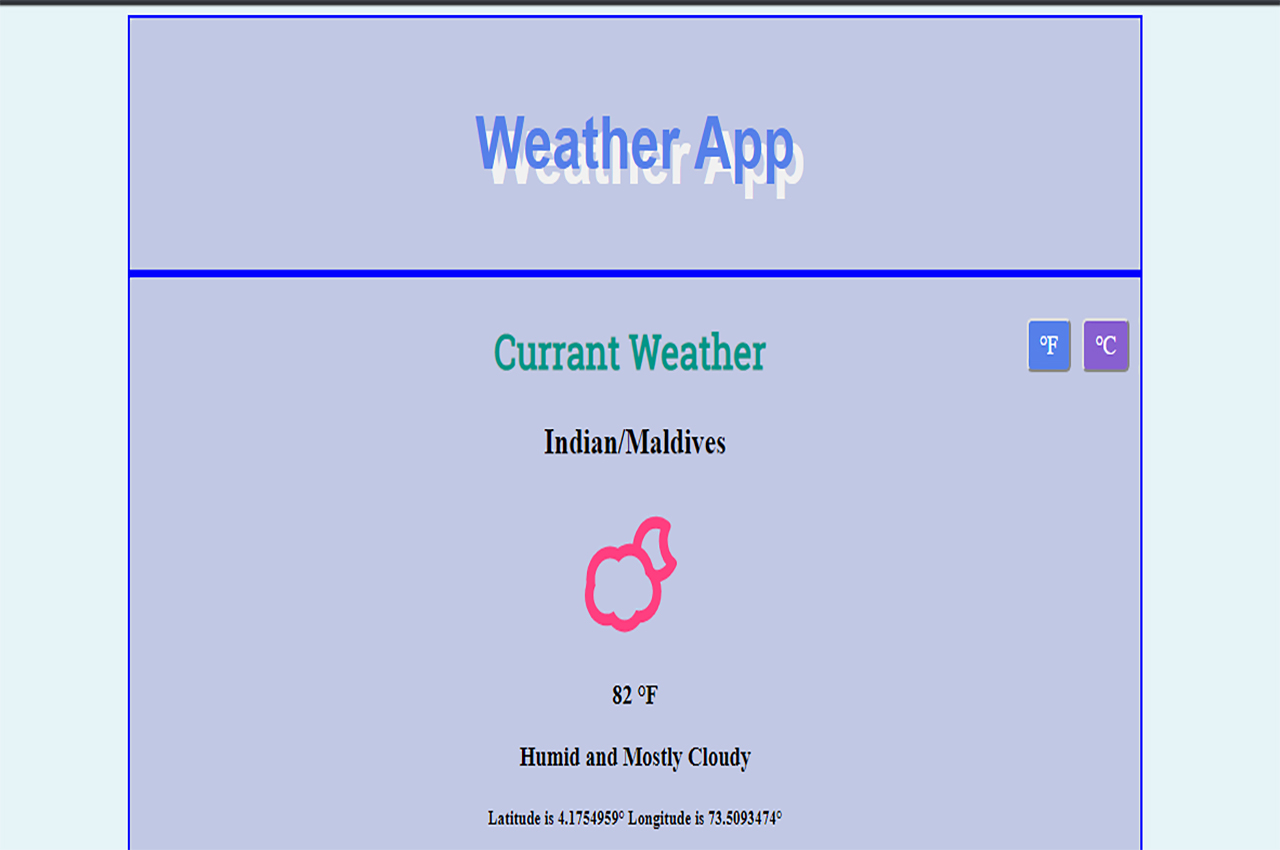 Weather App
Currant Weather
°F °C
Indian/Maldives
82 °F
Humid and Mostly Cloudy
Latitude is 4.1754959° Longitude is 73.5093474°